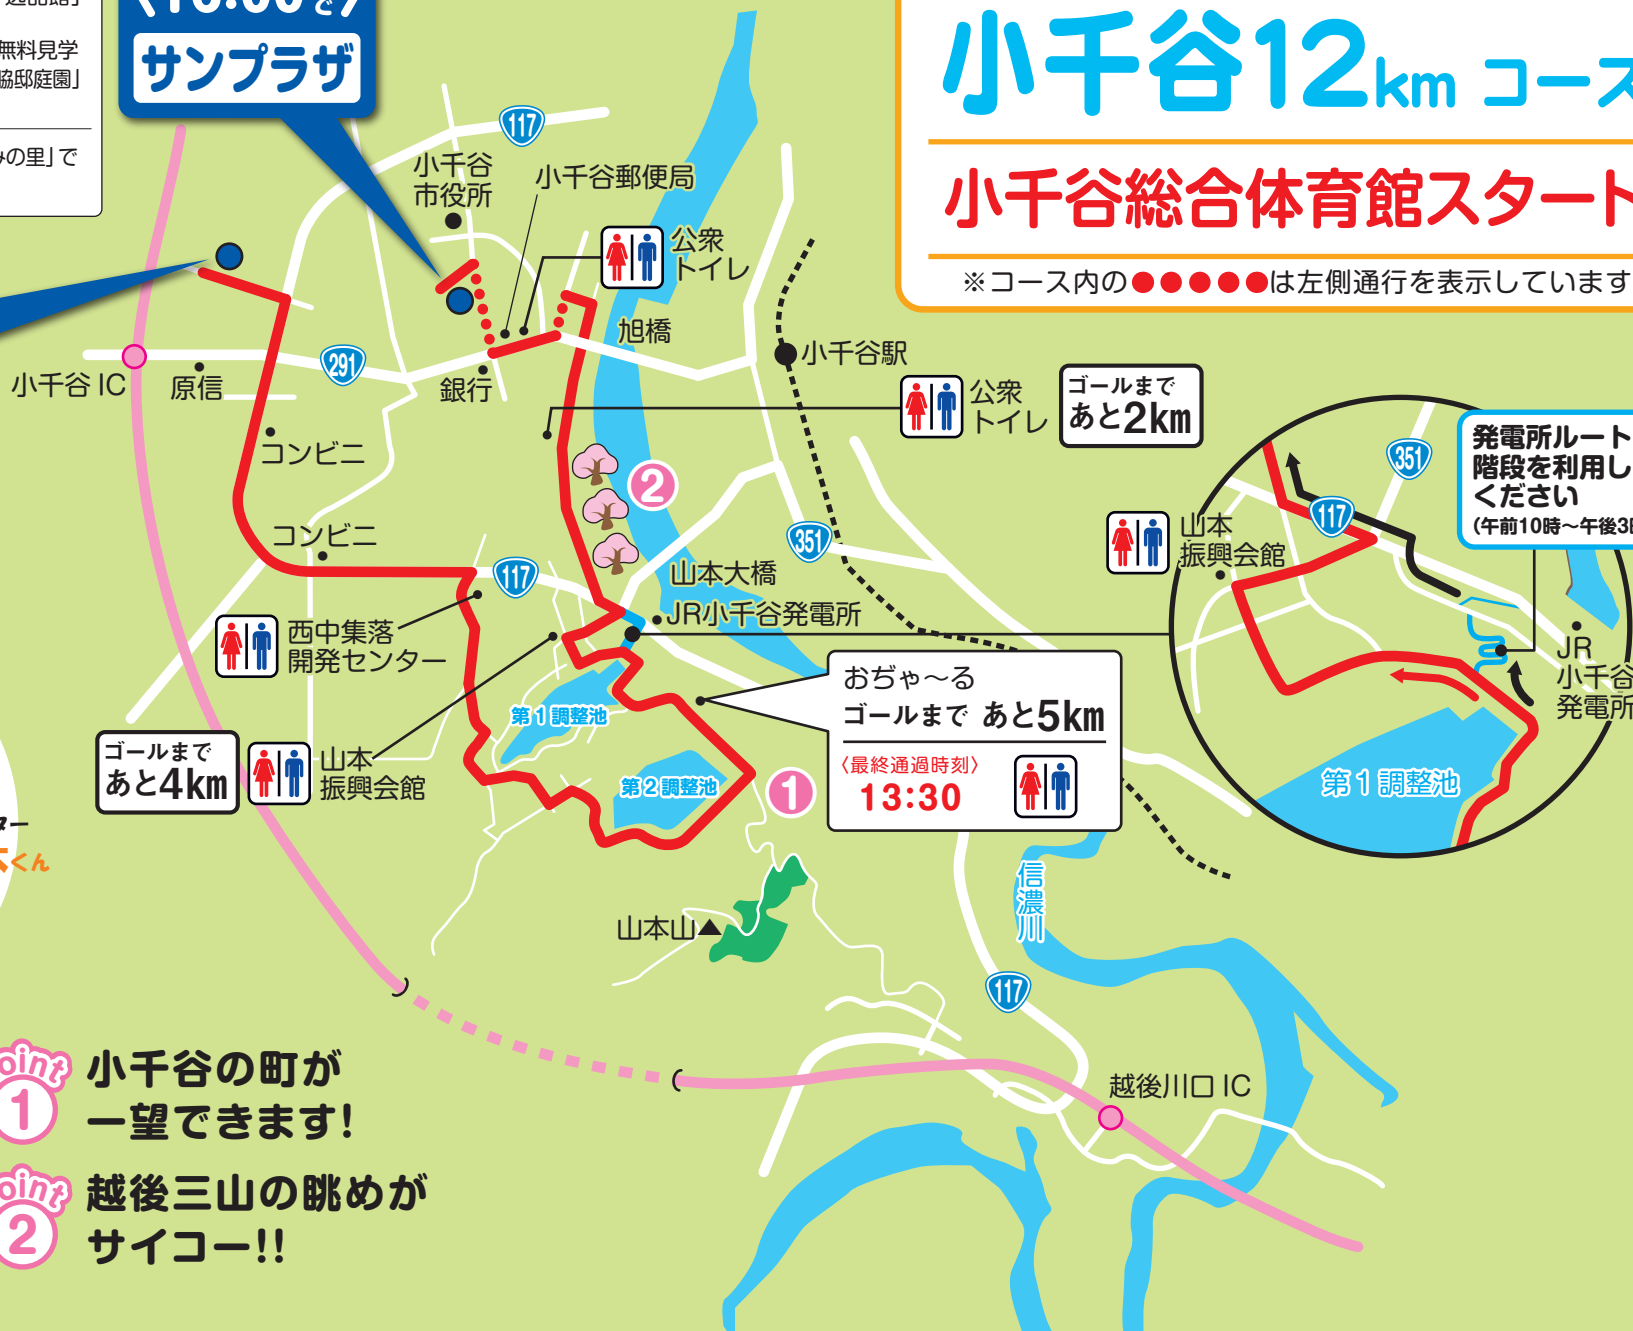 無料見学
脇邸庭園」
みの里」で
サンプラザ
小千谷12km コース
小千谷総合体育館スタート
※コース内の●●●●●は左側通行を表示しています
117
小千谷
市役所
小千谷郵便局
公衆
トイレ
旭橋
小千谷駅
小千谷 IC
原信
291
銀行
公衆
トイレ
ゴールまで
あと2km
コンビニ
2
351
発電所ルート
階段を利用し
ください
コンビニ
117
351
山本大橋
JR小千谷発電所
117
山本
振興会館
西中集落
開発センター
JR
小千谷
発電所
おぢゃ〜る
ゴールまで あと5km
〈最終通過時刻〉
13:30
第1調整池
第2調整池
1
第1調整池
ゴールまで
あと4km
山本
振興会館
くん
信濃川
山本山▲
117
越後川口 IC
1
小千谷の町が
一望できます!
2
越後三山の眺めが
サイコー!!